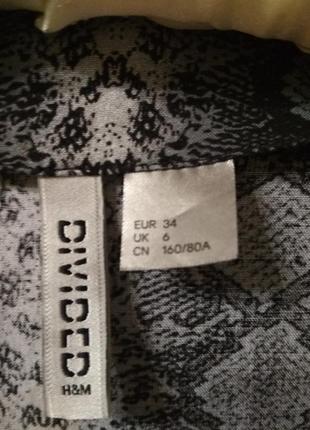 DIVIDED
H&M
EUR 34
UK 6
CN 160/80A